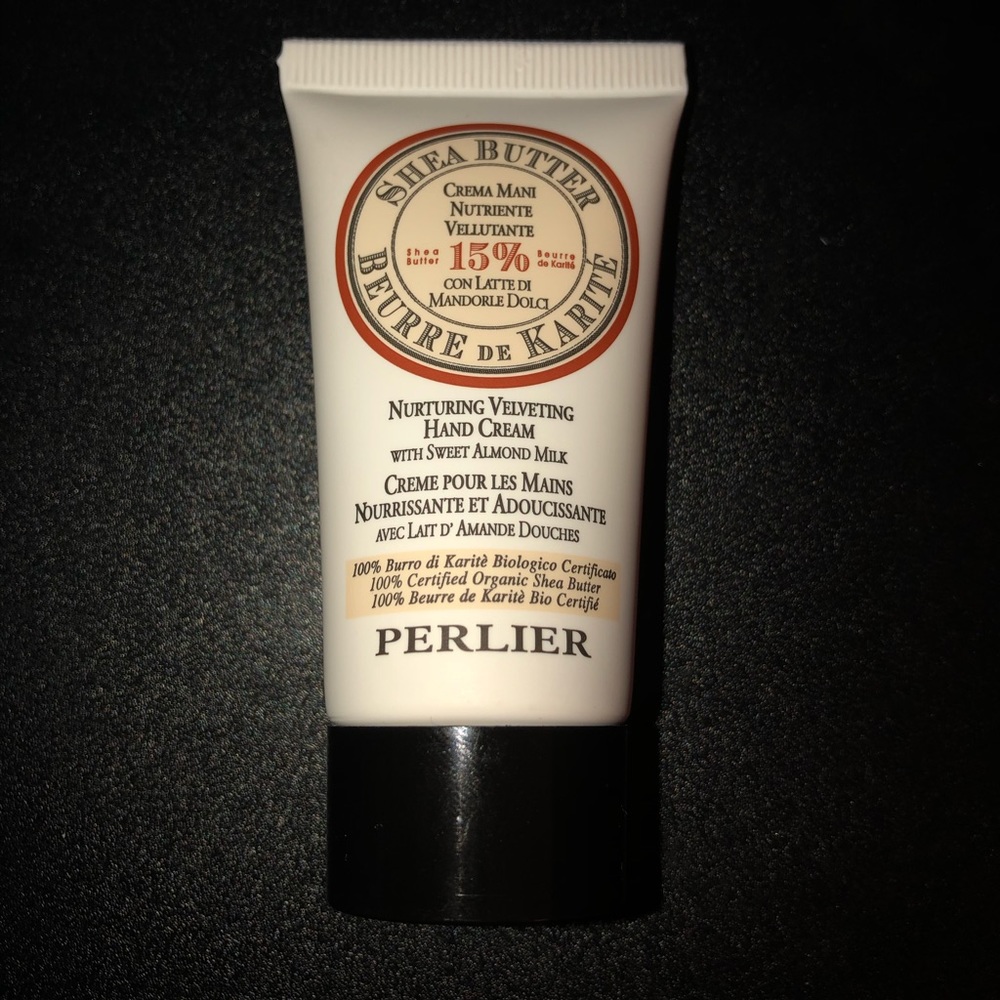 SHEA BUTTER
CREMA MANI
NUTRIENTE
VELLUTANTE
Shea
Butter
15%
Beurre
de Karité
CON LATTE DI
MANDORLE DOLCI
BEURRE DE KARITÉ
NURTURING VELVETING
HAND CREAM
WITH SWEET ALMOND MILK
CREME POUR LES MAINS
NOURRISSANTE ET ADOUCISSANTE
AVEC LAIT D' AMANDE DOUCHES
100% Burro di Karitè Biologico Certificato
100% Certified Organic Shea Butter
100% Beurre de Karitè Bio Certifié
PERLIER